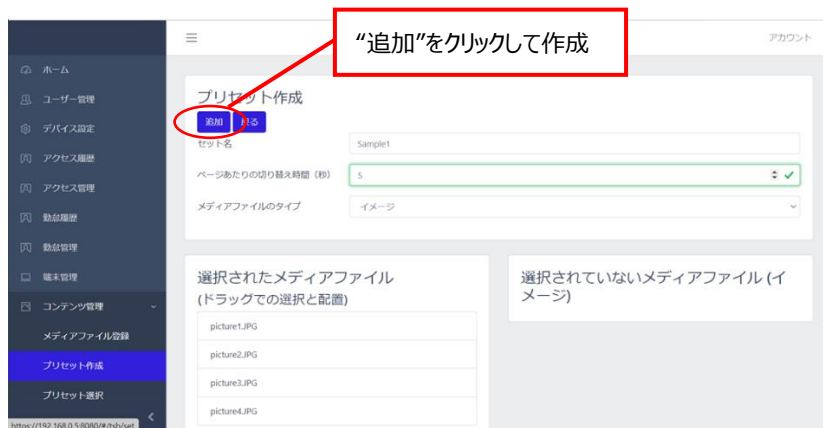 “追加”をクリックして作成
アカウント
ホーム
ユーザー管理
デバイス設定
アクセス履歴
アクセス管理
勤怠履歴
勤怠管理
端末管理
コンテンツ管理
メディアファイル登録
プリセット作成
プリセット選択
https://192.168.0.5:8080/#/tsb/set
プリセット作成
追加 戻る
セット名 Sample1
ページあたりの切り替え時間（秒） 5
メディアファイルのタイプ イメージ
選択されたメディアファイル
(ドラッグでの選択と配置)
picture1.JPG
picture2.JPG
picture3.JPG
picture4.JPG
選択されていないメディアファイル (イ
メージ)